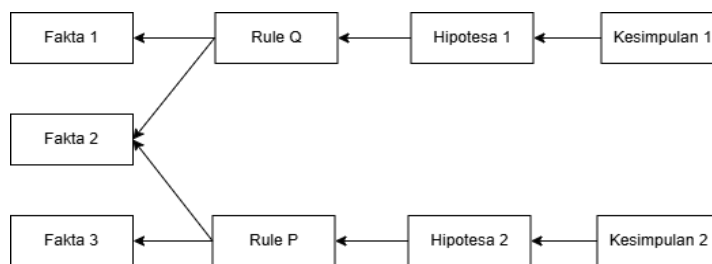 Fakta 1
Rule Q
Hipotesa 1
Kesimpulan 1
Fakta 2
Fakta 3
Rule P
Hipotesa 2
Kesimpulan 2